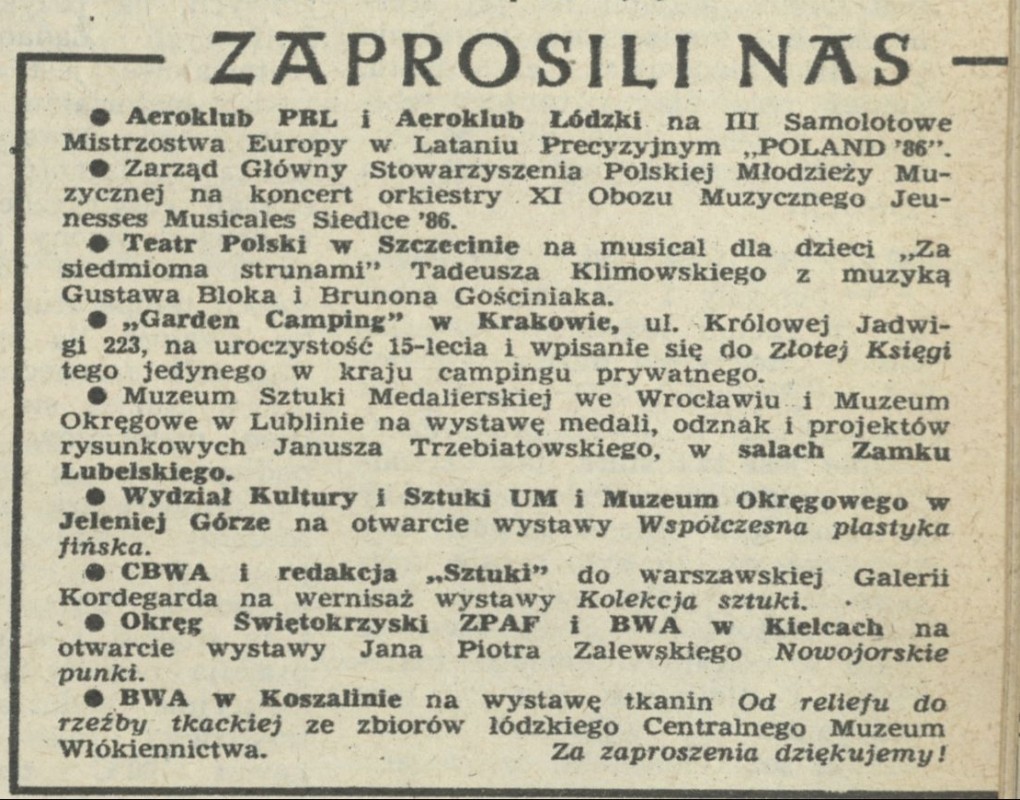 ZAPROSILI NAS
● Aeroklub PRL i Aeroklub Łódzki na III Samolotowe
Mistrzostwa Europy w Lataniu Precyzyjnym „POLAND '86”.
● Zarząd Główny Stowarzyszenia Polskiej Młodzieży Mu-
zycznej na koncert orkiestry XI Obozu Muzycznego Jeu-
nesses Musicales Siedlce '86.
● Teatr Polski w Szczecinie na musical dla dzieci „Za
siedmioma strunami” Tadeusza Klimowskiego z muzyką
Gustawa Bloka i Brunona Gościniaka.
● „Garden Camping” w Krakowie, ul. Królowej Jadwi-
gi 223, na uroczystość 15-lecia i wpisanie się do Złotej Księgi
tego jedynego w kraju campingu prywatnego.
● Muzeum Sztuki Medalierskiej we Wrocławiu i Muzeum
Okręgowe w Lublinie na wystawę medali, odznak i projektów
rysunkowych Janusza Trzebiatowskiego, w salach Zamku
Lubelskiego.
● Wydział Kultury i Sztuki UM i Muzeum Okręgowego w
Jeleniej Górze na otwarcie wystawy Współczesna plastyka
fińska.
● CBWA i redakcja „Sztuki” do warszawskiej Galerii
Kordegarda na wernisaż wystawy Kolekcja sztuki.
● Okręg Świętokrzyski ZPAF i BWA w Kielcach na
otwarcie wystawy Jana Piotra Zalewskiego Nowojorskie
punki.
● BWA w Koszalinie na wystawę tkanin Od reliefu do
rzeźby tkackiej ze zbiorów łódzkiego Centralnego Muzeum
Włókiennictwa. Za zaproszenia dziękujemy!